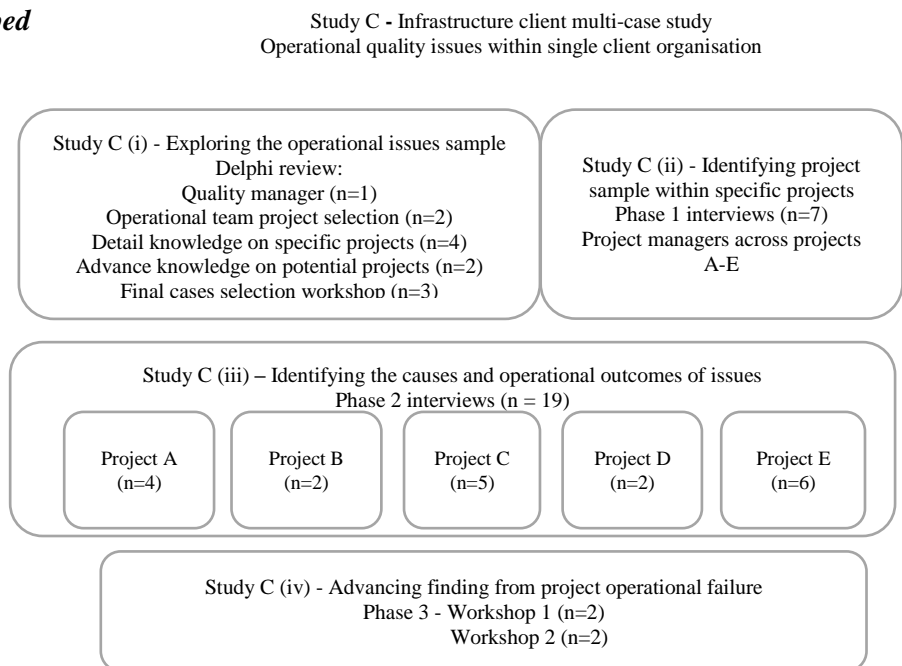 ed
Study C - Infrastructure client multi-case study
Operational quality issues within single client organisation
Study C (i) - Exploring the operational issues sample
Delphi review:
Quality manager (n=1)
Operational team project selection (n=2)
Detail knowledge on specific projects (n=4)
Advance knowledge on potential projects (n=2)
Final cases selection workshop (n=3)
Study C (ii) - Identifying project
sample within specific projects
Phase 1 interviews (n=7)
Project managers across projects
A-E
Study C (iii) – Identifying the causes and operational outcomes of issues
Phase 2 interviews (n = 19)
Project A
(n=4)
Project B
(n=2)
Project C
(n=5)
Project D
(n=2)
Project E
(n=6)
Study C (iv) - Advancing finding from project operational failure
Phase 3 - Workshop 1 (n=2)
Workshop 2 (n=2)